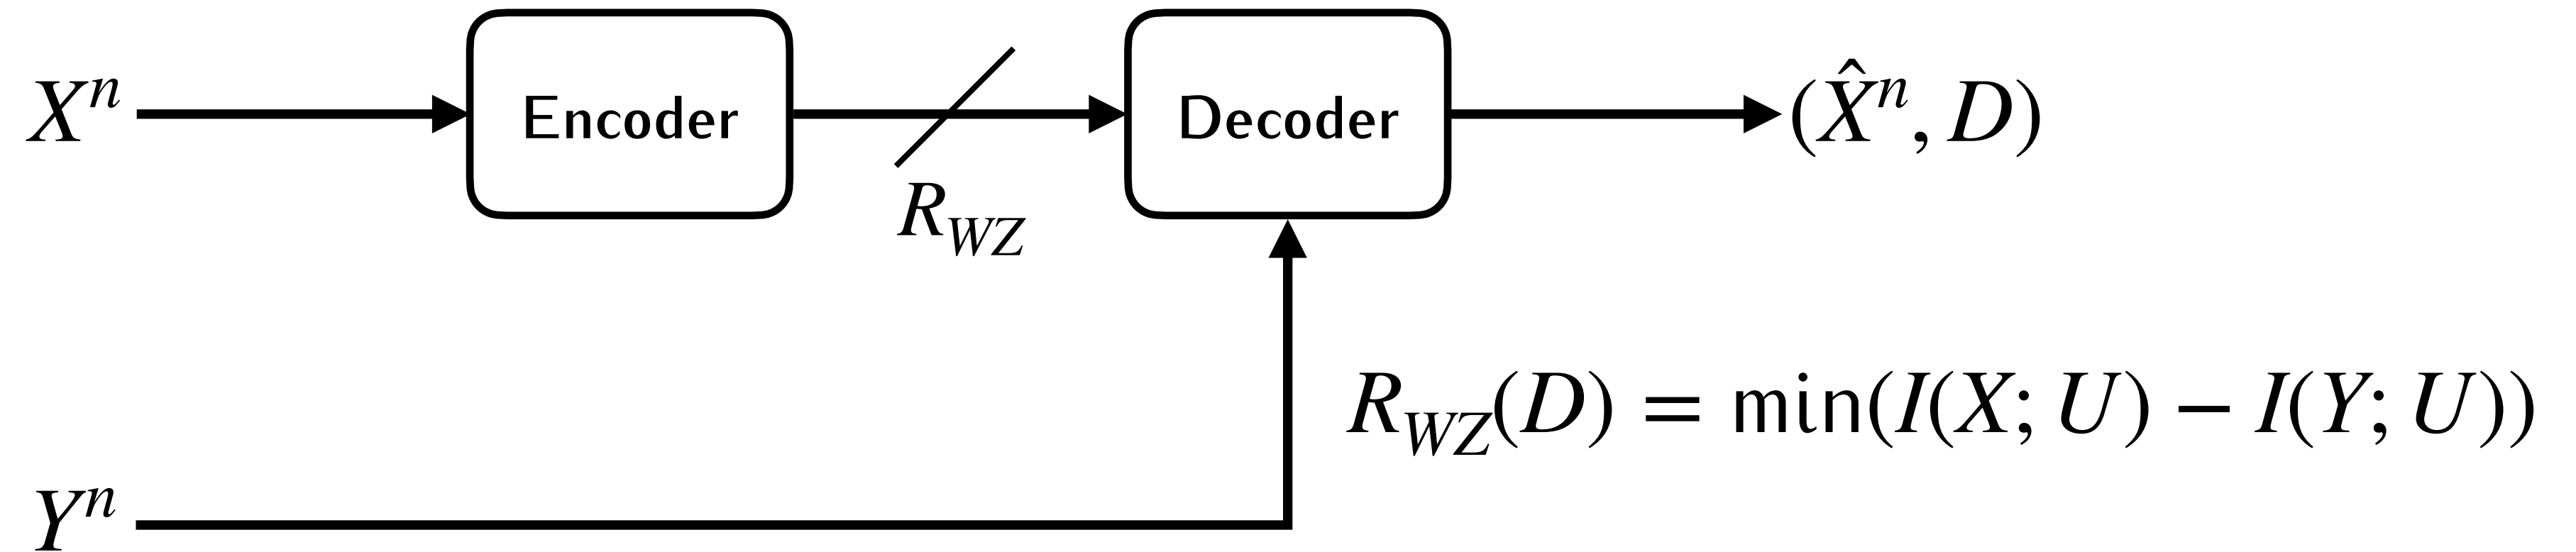 Xⁿ
Encoder
R_WZ
Decoder
(X̂ⁿ, D)
R_WZ(D) = min(I(X; U) − I(Y; U))
Yⁿ